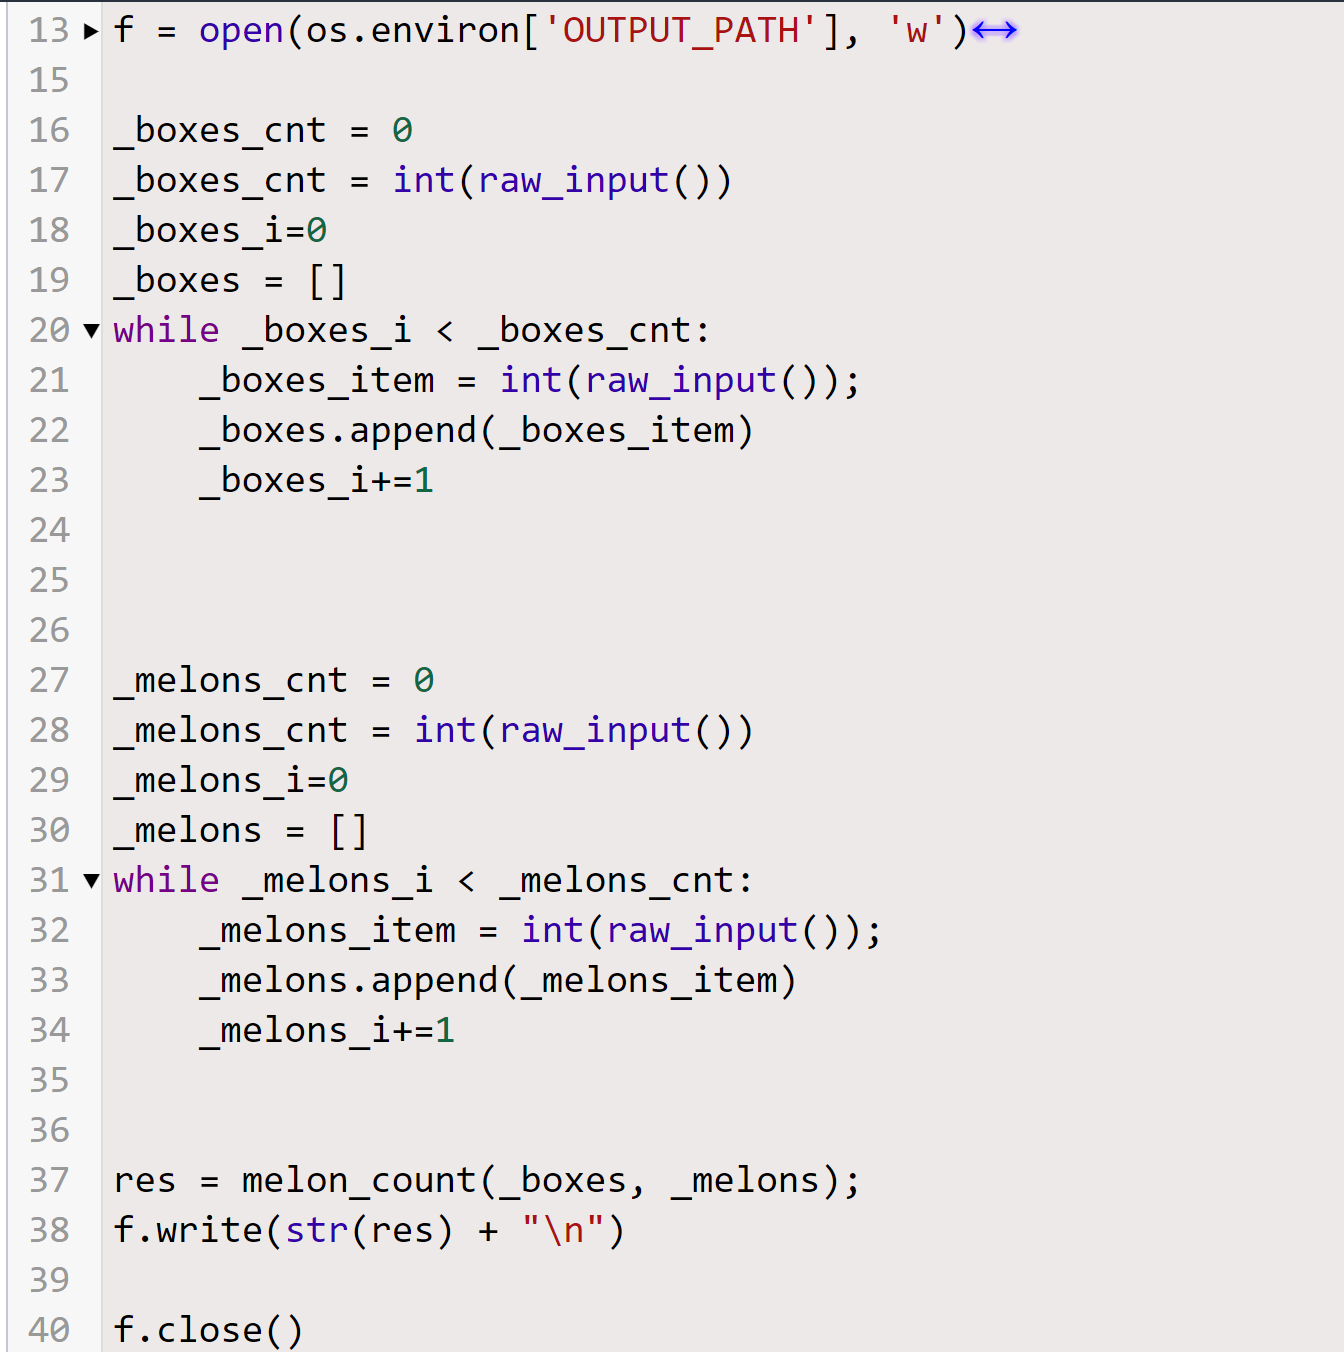 13 f = open(os.environ['OUTPUT_PATH'], 'w')
15
16 _boxes_cnt = 0
17 _boxes_cnt = int(raw_input())
18 _boxes_i=0
19 _boxes = []
20 while _boxes_i < _boxes_cnt:
21     _boxes_item = int(raw_input());
22     _boxes.append(_boxes_item)
23     _boxes_i+=1
24
25
26
27 _melons_cnt = 0
28 _melons_cnt = int(raw_input())
29 _melons_i=0
30 _melons = []
31 while _melons_i < _melons_cnt:
32     _melons_item = int(raw_input());
33     _melons.append(_melons_item)
34     _melons_i+=1
35
36
37 res = melon_count(_boxes, _melons);
38 f.write(str(res) + "\n")
39
40 f.close()